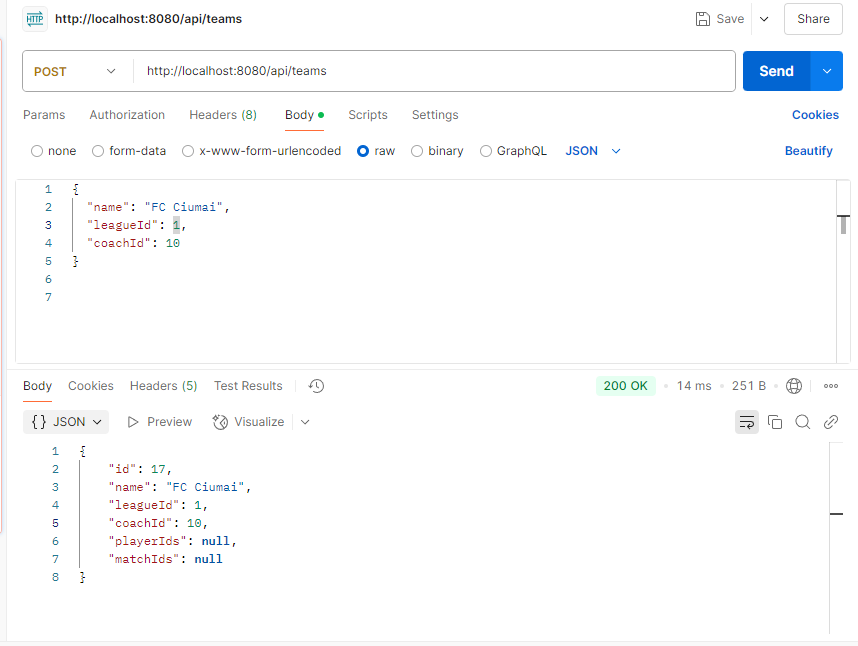 HTTP http://localhost:8080/api/teams Save Share
POST http://localhost:8080/api/teams Send
Params Authorization Headers (8) Body Scripts Settings Cookies
none form-data x-www-form-urlencoded raw binary GraphQL JSON Beautify
1 {
2 "name": "FC Ciumai",
3 "leagueId": 1,
4 "coachId": 10
5 }
6
7
Body Cookies Headers (5) Test Results 200 OK • 14 ms • 251 B •
{} JSON Preview Visualize
1 {
2 "id": 17,
3 "name": "FC Ciumai",
4 "leagueId": 1,
5 "coachId": 10,
6 "playerIds": null,
7 "matchIds": null
8 }